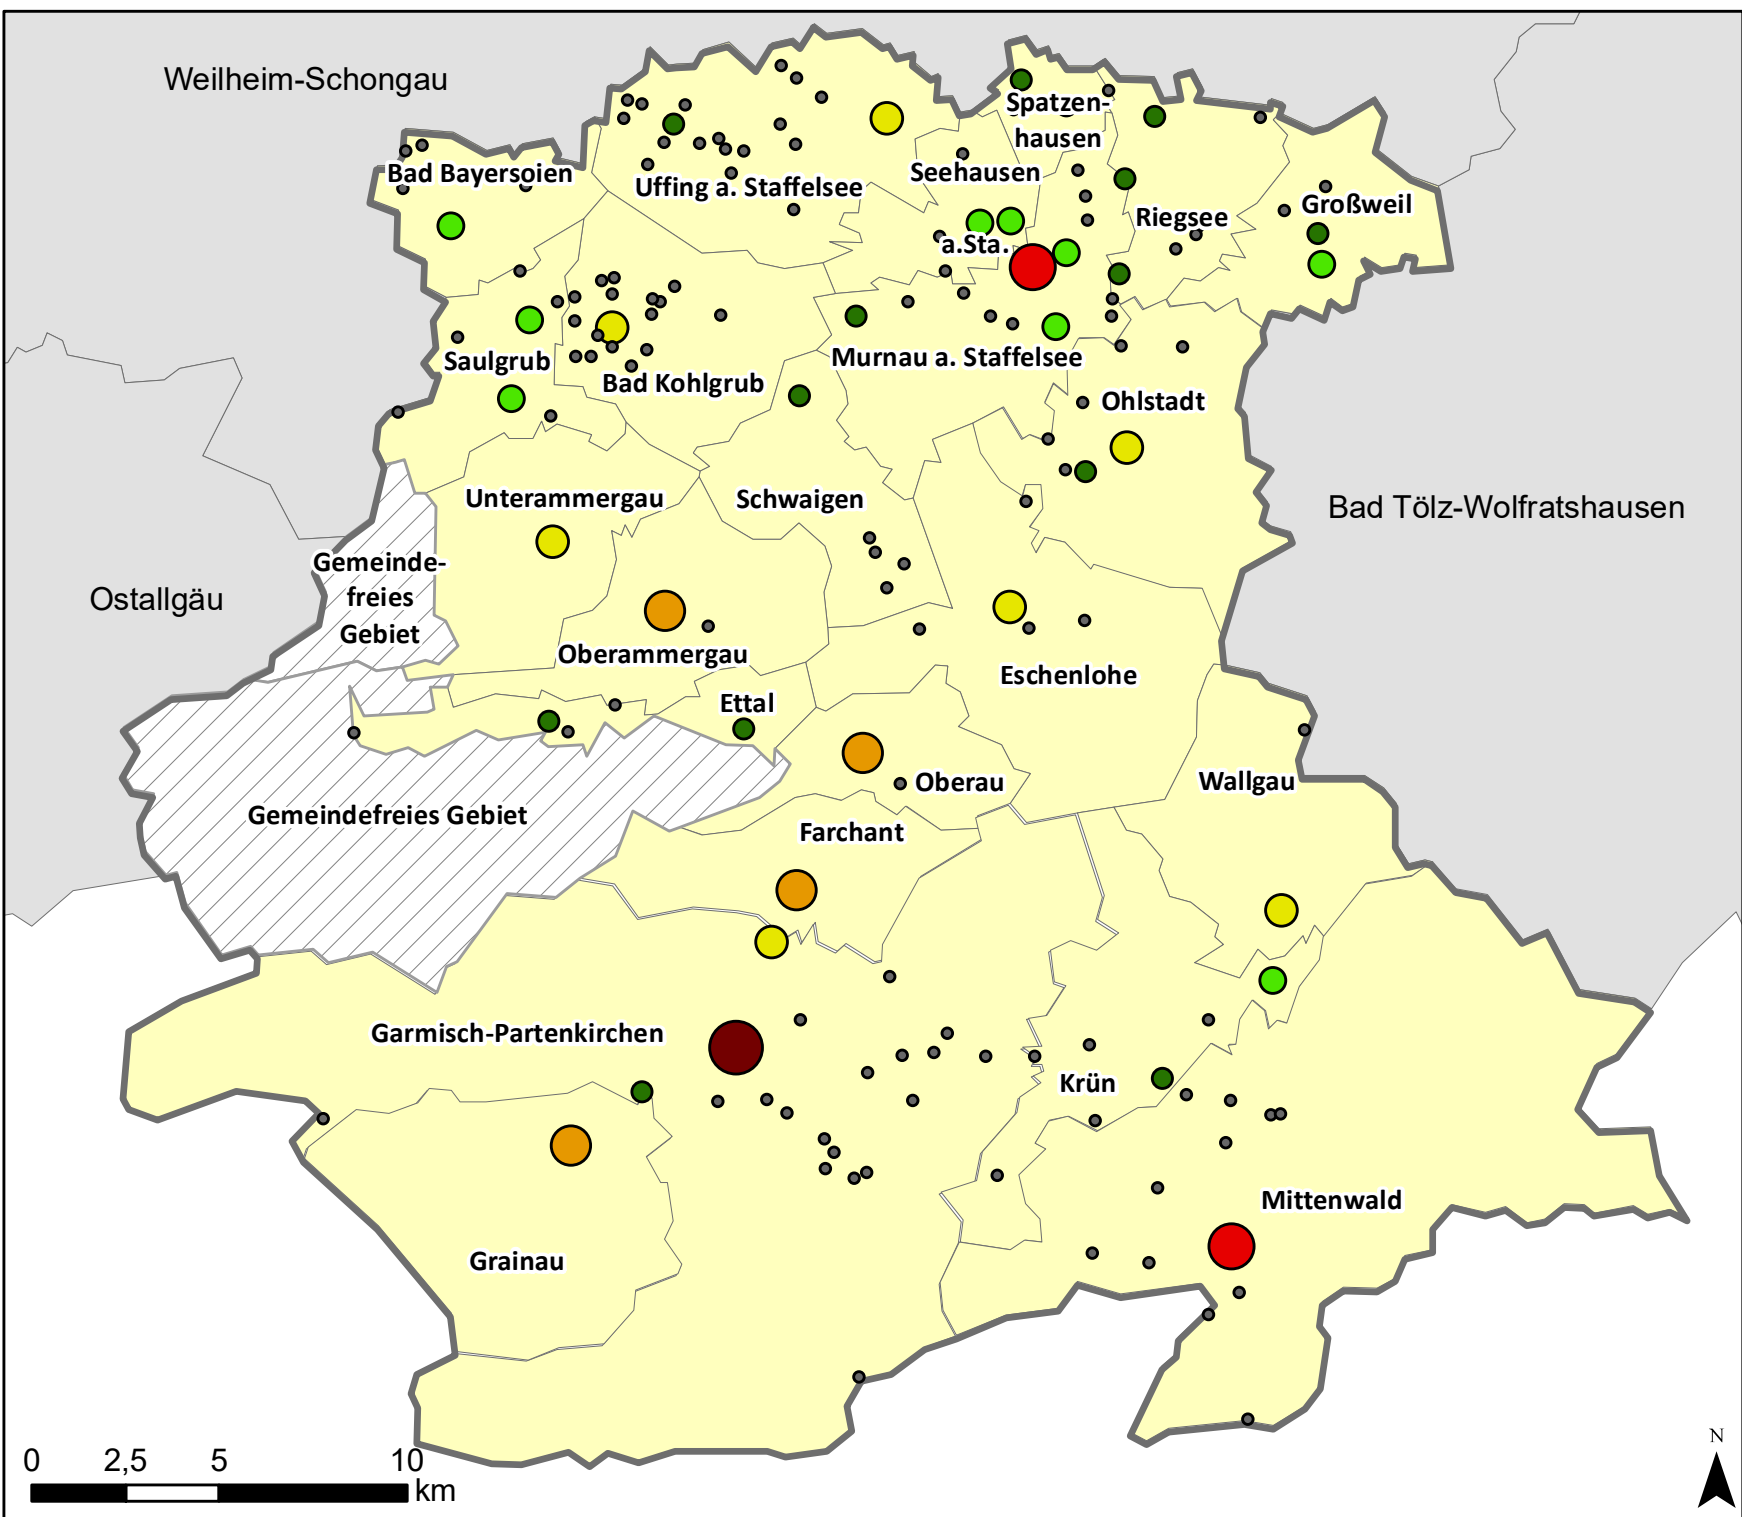 Weilheim-Schongau
Spatzen-
hausen
Bad Bayersoien
Uffing a. Staffelsee
Seehausen
a.Sta.
Riegsee
Großweil
Saulgrub
Bad Kohlgrub
Murnau a. Staffelsee
Ohlstadt
Unterammergau
Schwaigen
Bad Tölz-Wolfratshausen
Gemeinde-
freies
Gebiet
Ostallgäu
Oberammergau
Eschenlohe
Ettal
Oberau
Wallgau
Gemeindefreies Gebiet
Farchant
Garmisch-Partenkirchen
Krün
Mittenwald
Grainau
0 2,5 5 10
km
N